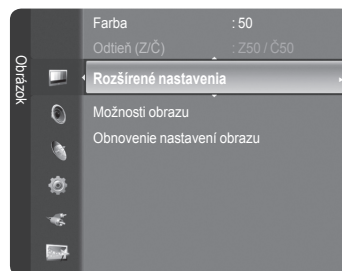 Obrázok
Farba : 50
Odtieň (Z/Č) : Z50 / Č50
Rozšírené nastavenia
Možnosti obrazu
Obnovenie nastavení obrazu